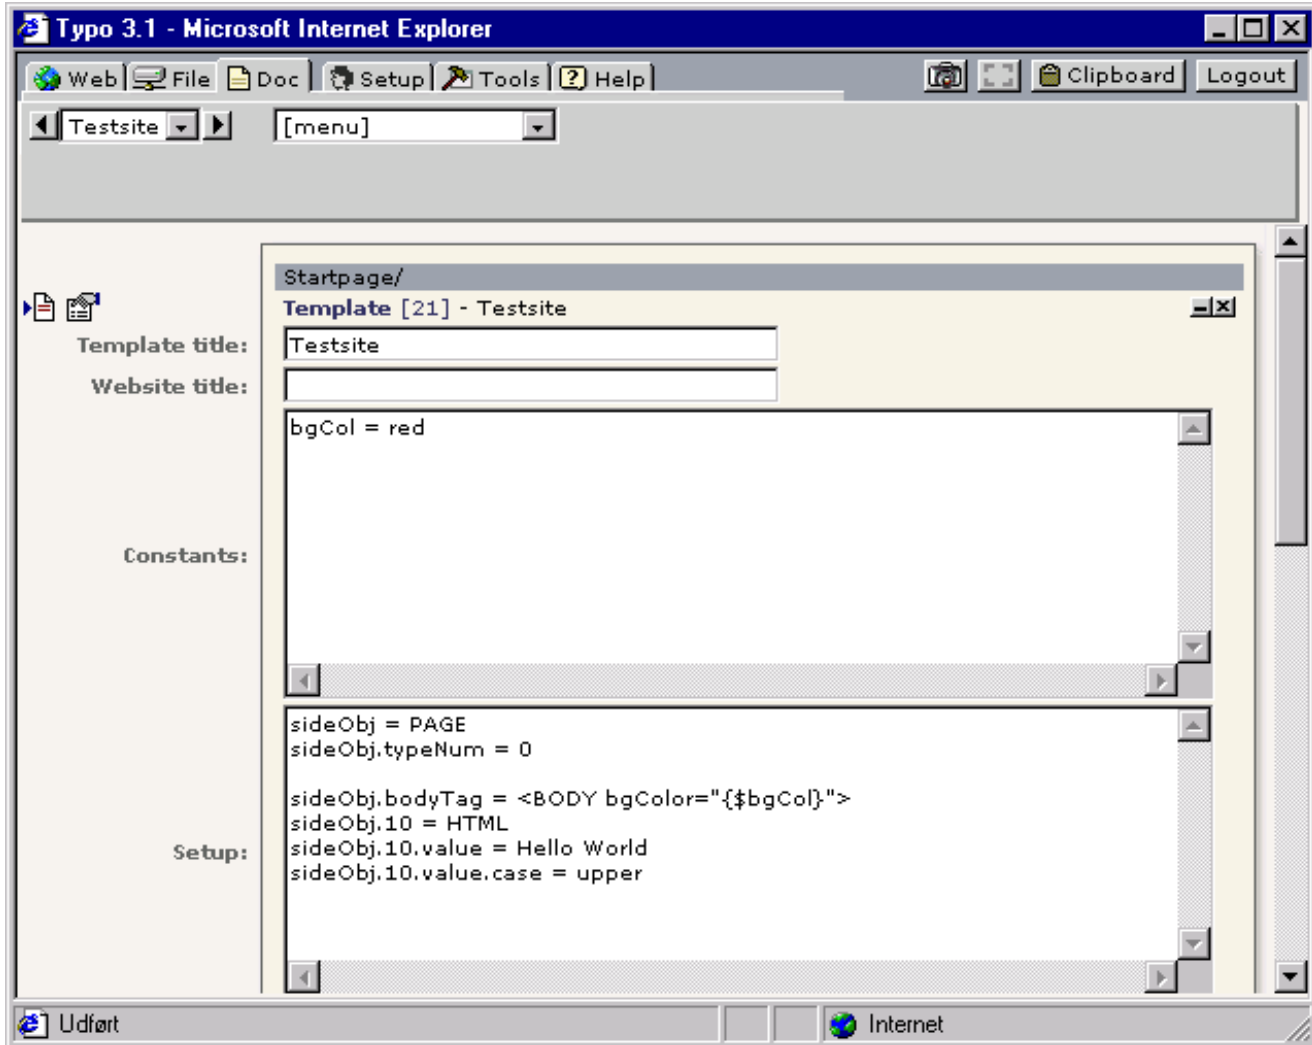 Typo 3.1 - Microsoft Internet Explorer
Web File Doc Setup Tools Help Clipboard Logout
Testsite [menu]
Startpage/
Template [21] - Testsite
Template title: Testsite
Website title:
bgCol = red
Constants:
sideObj = PAGE
sideObj.typeNum = 0
sideObj.bodyTag = <BODY bgColor="{$bgCol}">
sideObj.10 = HTML
Setup: sideObj.10.value = Hello World
sideObj.10.value.case = upper
Udført Internet